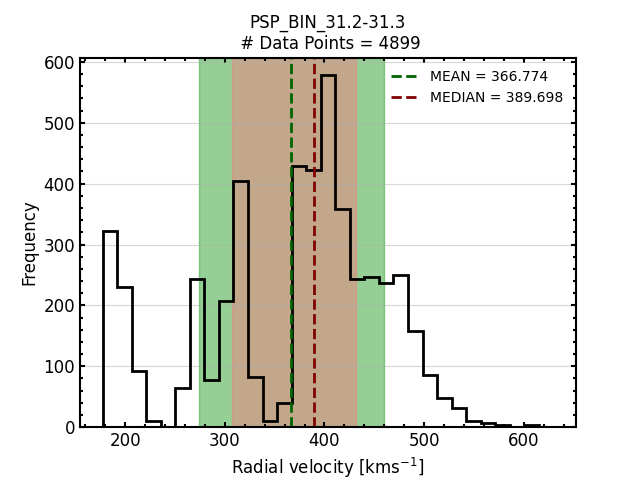 PSP_BIN_31.2-31.3
# Data Points = 4899
MEAN = 366.774
MEDIAN = 389.698
Frequency
600
500
400
300
200
100
0
200
300
400
500
600
Radial velocity [kms⁻¹]